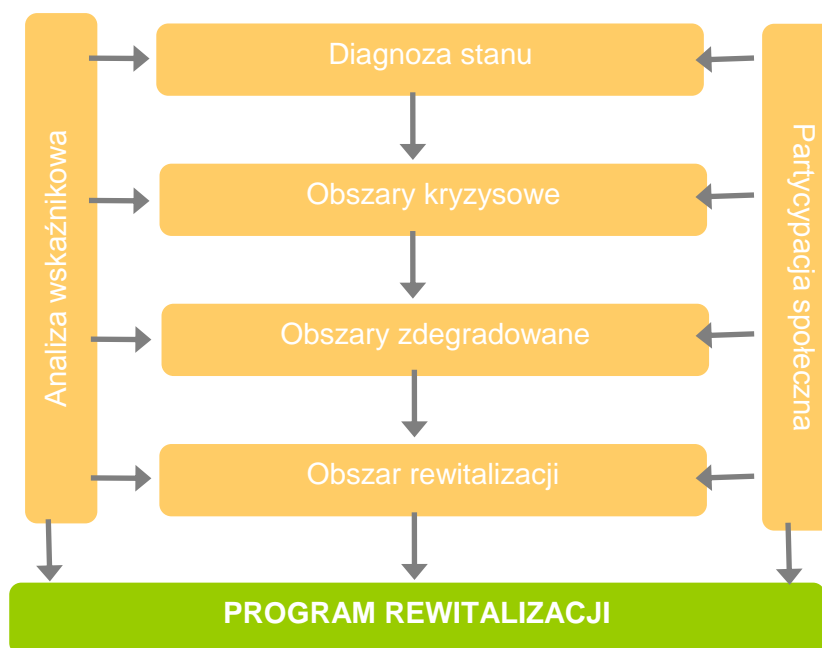 Diagnoza stanu
Analiza wskaźnikowa
Partycypacja społeczna
Obszary kryzysowe
Obszary zdegradowane
Obszar rewitalizacji
PROGRAM REWITALIZACJI